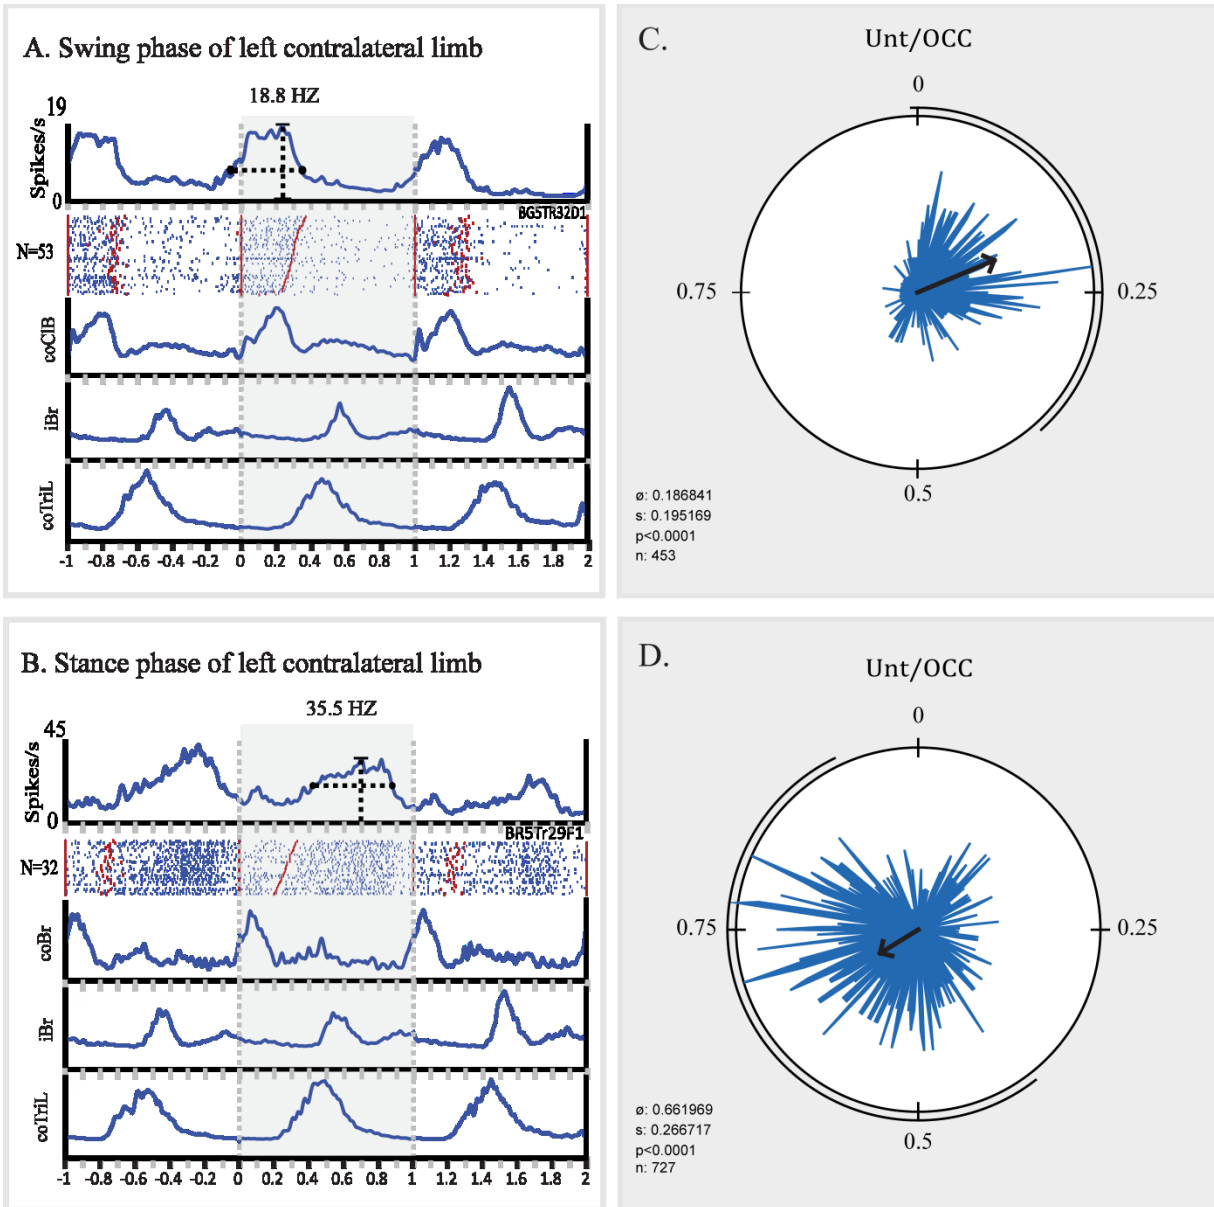 A. Swing phase of left contralateral limb
18.8 HZ
19
Spikes/s
0
BG5TR32D1
N=53
coClB
iBr
coTriL
-1 -0.8 -0.6 -0.4 -0.2 0 0.2 0.4 0.6 0.8 1 1.2 1.4 1.6 1.8 2
C.
Unt/OCC
0
0.75
0.25
0.5
ø: 0.186841
s: 0.195169
p<0.0001
n: 453
B. Stance phase of left contralateral limb
35.5 HZ
45
Spikes/s
0
BR5Tr29F1
N=32
coBr
iBr
coTriL
-1 -0.8 -0.6 -0.4 -0.2 0 0.2 0.4 0.6 0.8 1 1.2 1.4 1.6 1.8 2
D.
Unt/OCC
0
0.75
0.25
0.5
ø: 0.661969
s: 0.266717
p<0.0001
n: 727